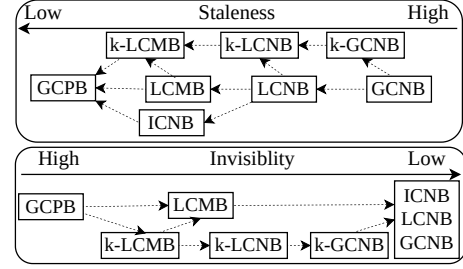 Low Staleness High
k-LCMB k-LCNB k-GCNB
GCPB LCMB LCNB GCNB
ICNB
High Invisiblity Low
GCPB LCMB ICNB
LCNB
k-LCMB k-LCNB k-GCNB GCNB